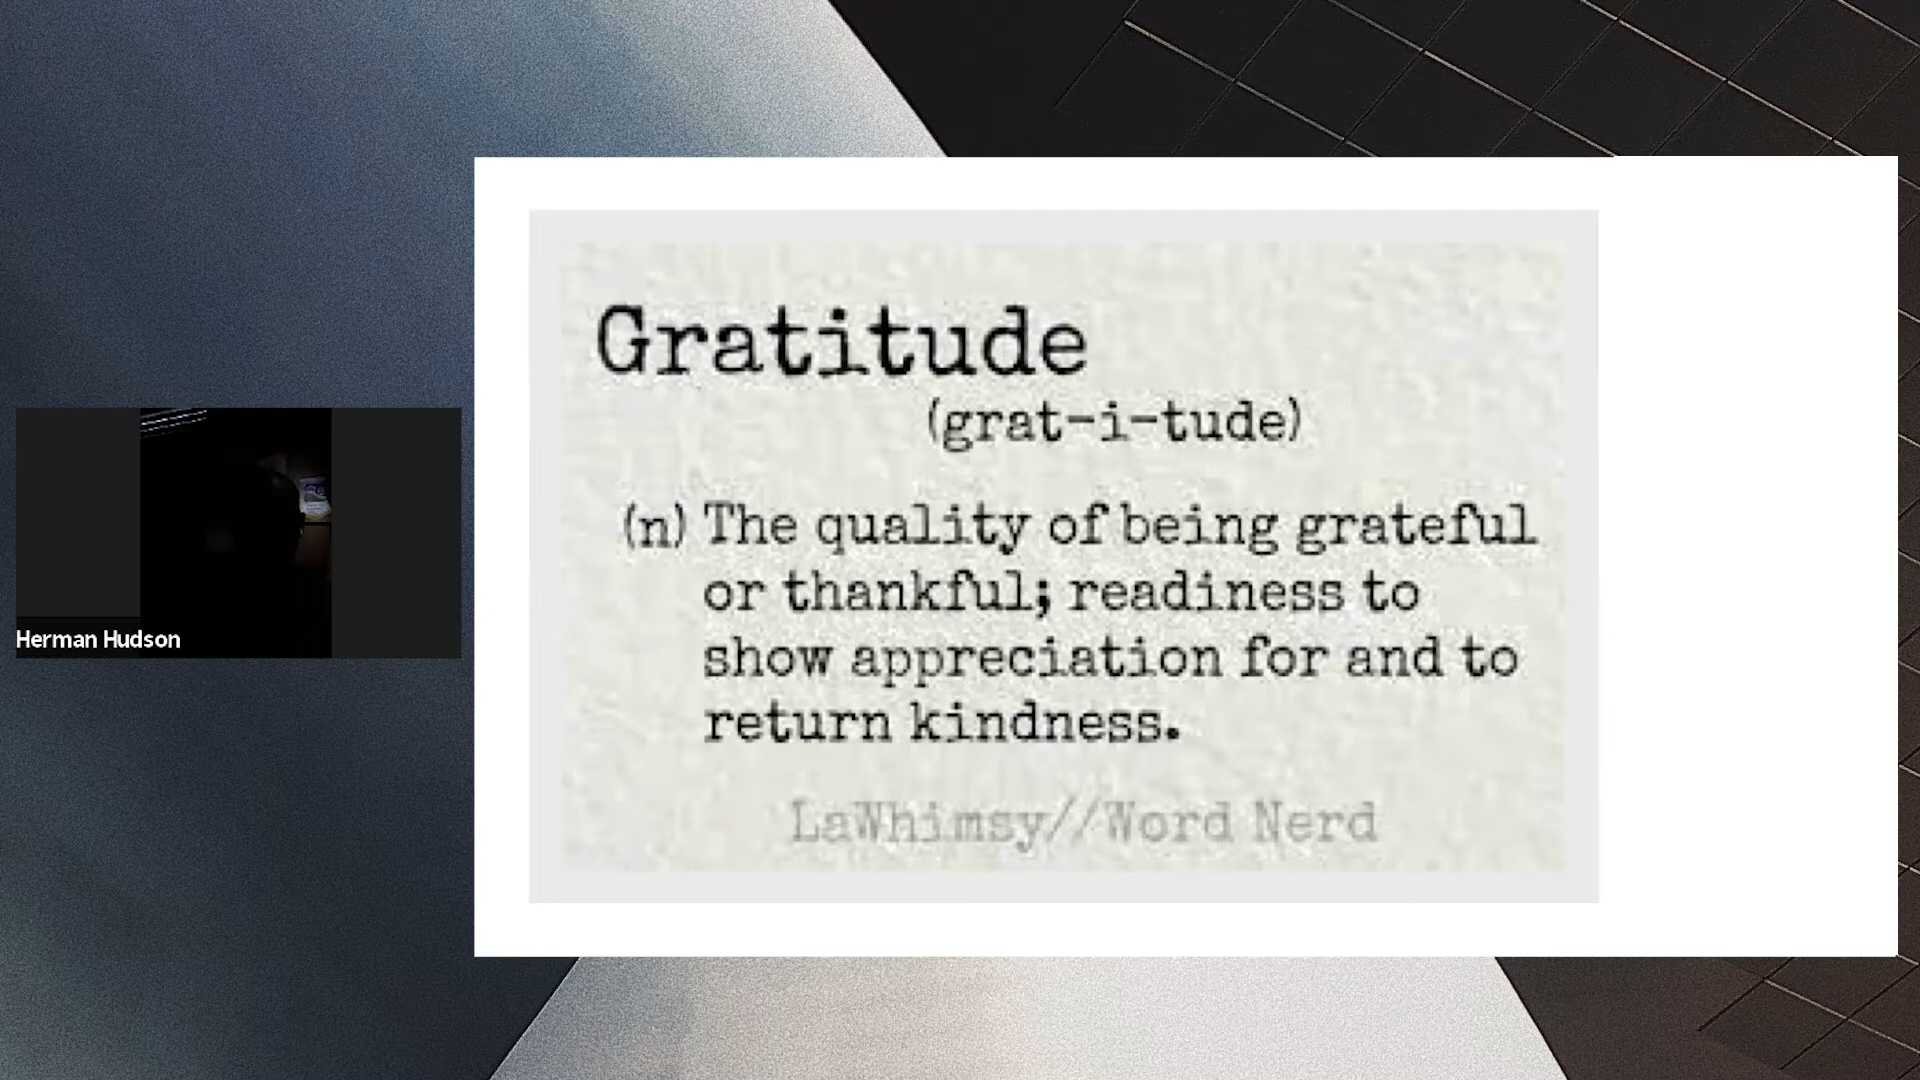 Gratitude
(grat-i-tude)
(n) The quality of being grateful
or thankful; readiness to
show appreciation for and to
return kindness.
LaWhimsy//Word Nerd
Herman Hudson